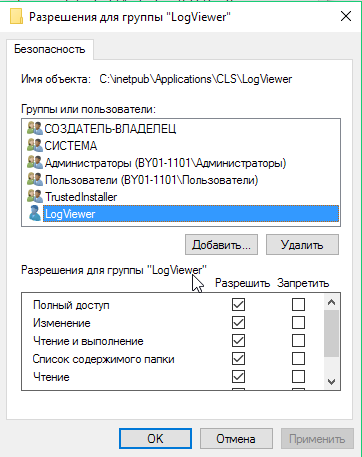 Разрешения для группы "LogViewer"
Безопасность
Имя объекта: C:\inetpub\Applications\CLS\LogViewer
Группы или пользователи:
СОЗДАТЕЛЬ-ВЛАДЕЛЕЦ
СИСТЕМА
Администраторы (BY01-1101\Администраторы)
Пользователи (BY01-1101\Пользователи)
TrustedInstaller
LogViewer
Добавить... Удалить
Разрешения для группы "LogViewer" Разрешить Запретить
Полный доступ
Изменение
Чтение и выполнение
Список содержимого папки
Чтение
OK Отмена Применить